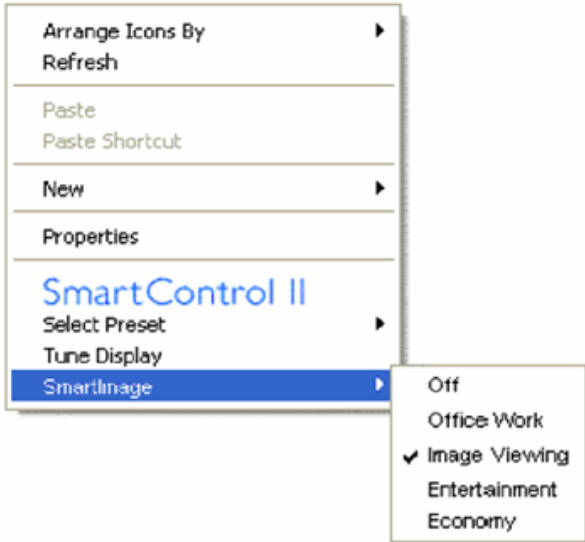 Arrange Icons By
Refresh
Paste
Paste Shortcut
New
Properties
SmartControl II
Select Preset
Tune Display
SmartImage
Off
Office Work
Image Viewing
Entertainment
Economy